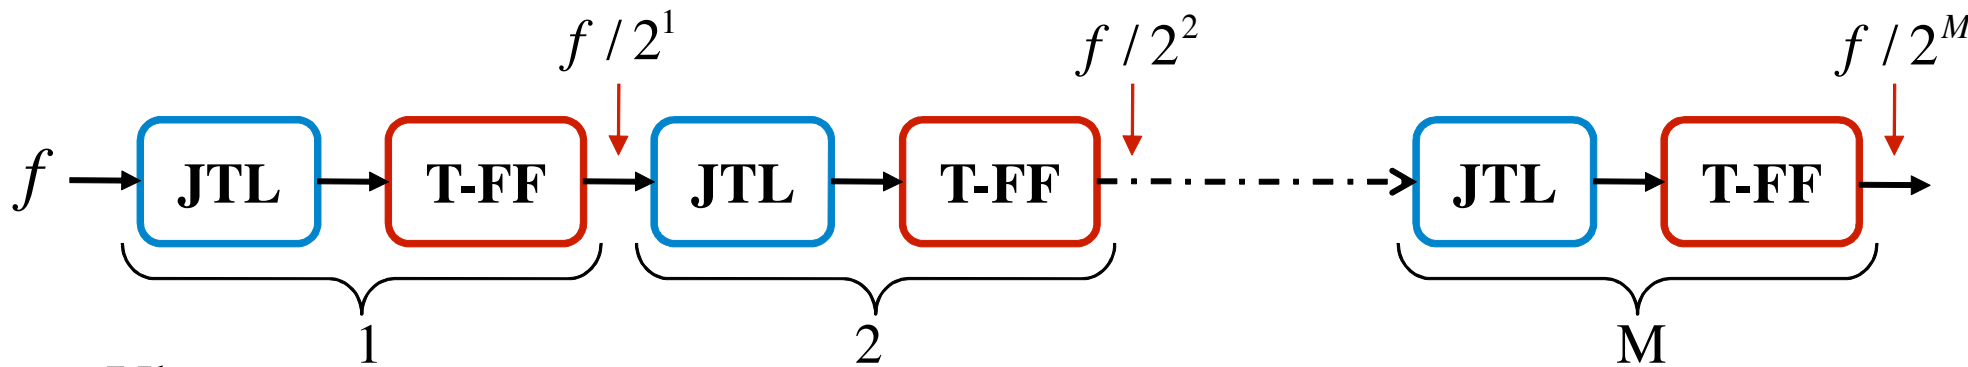 f/2^1 f/2^2 f/2^M
f JTL T-FF JTL T-FF JTL T-FF
1 2 M